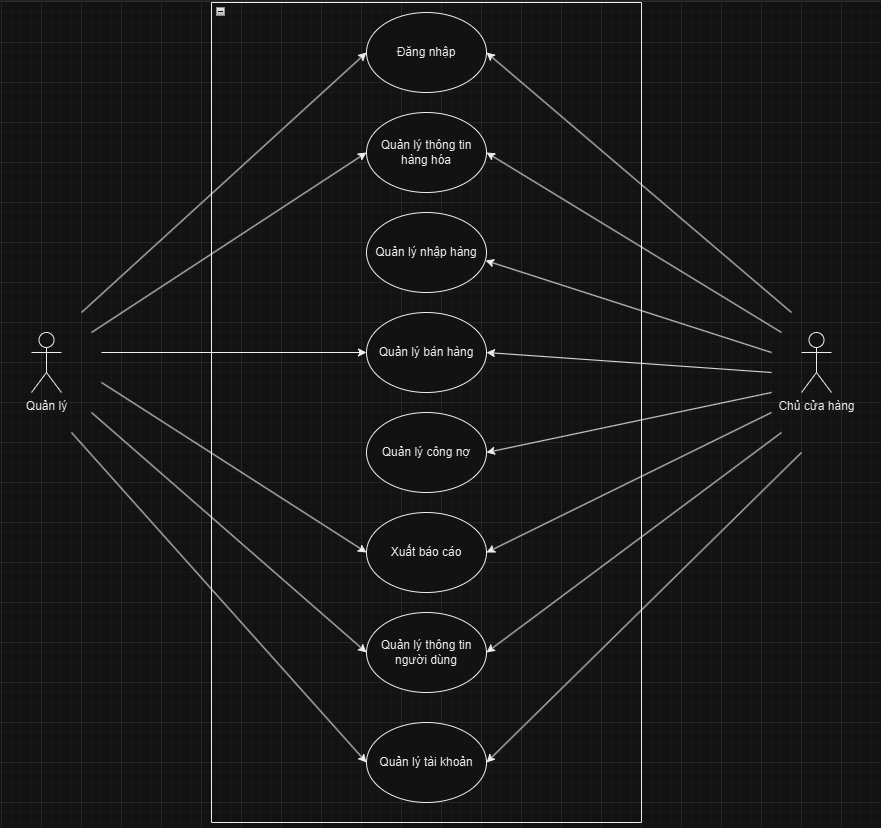 Đăng nhập
Quản lý thông tin
hàng hóa
Quản lý nhập hàng
Quản lý bán hàng
Quản lý
Chủ cửa hàng
Quản lý công nợ
Xuất báo cáo
Quản lý thông tin
người dùng
Quản lý tài khoản